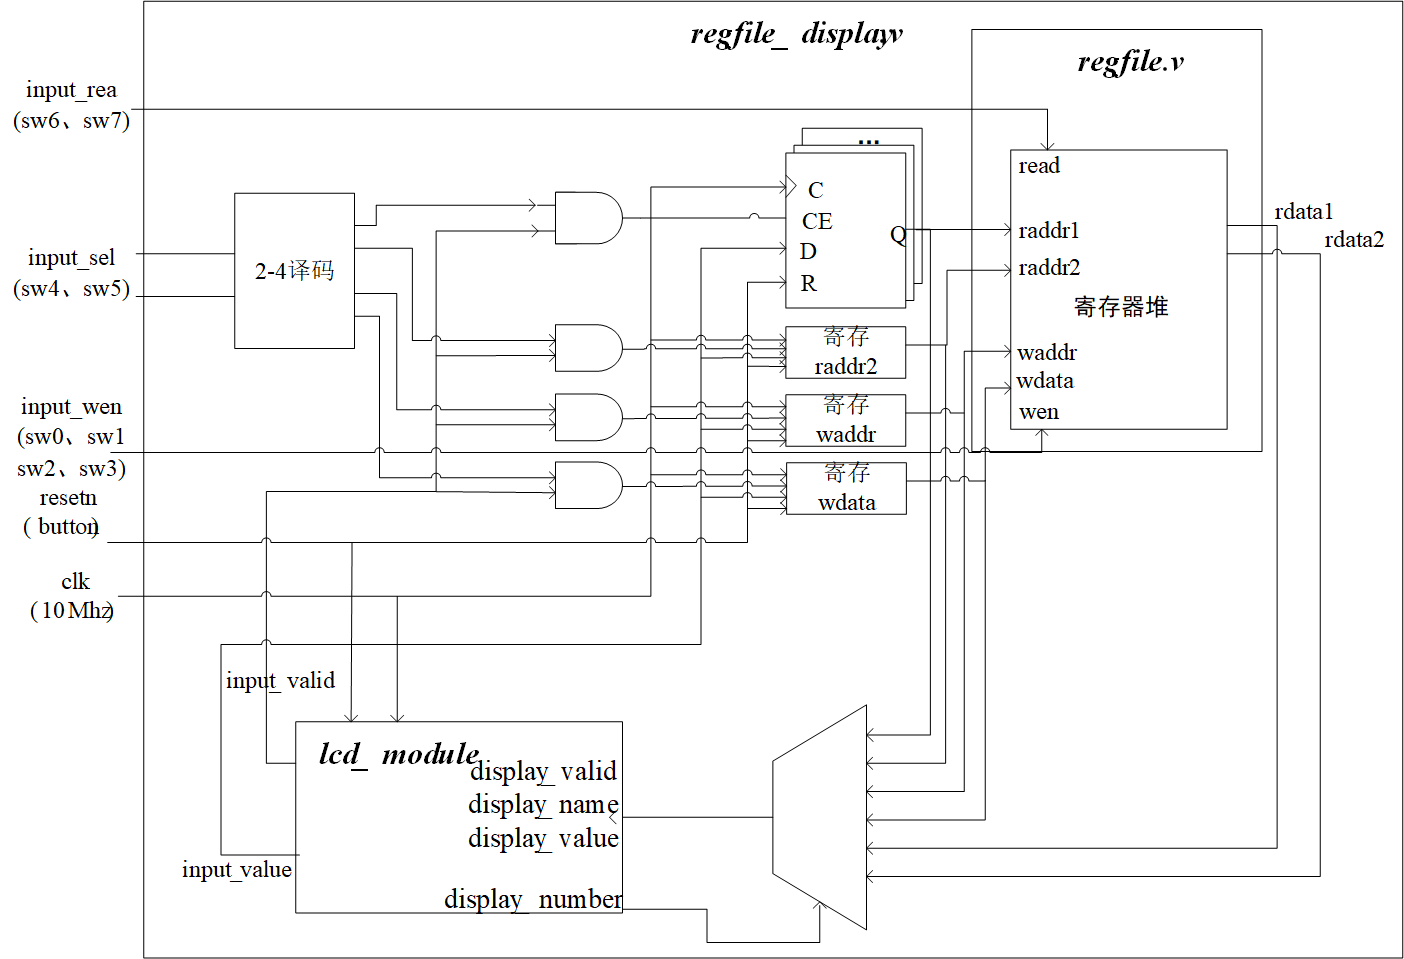 regfile_ display.v
regfile.v
input_rea
(sw6、sw7)
read
...
C
CE
D
R
Q
raddr1
raddr2
寄存器堆
waddr
wdata
wen
rdata1
rdata2
2-4译码
input_sel
(sw4、sw5)
寄存
raddr2
寄存
waddr
寄存
wdata
input_wen
(sw0、sw1
sw2、sw3)
resetn
( button)
clk
(10Mhz)
input_valid
lcd_ module
display_valid
display_name
display_value
input_value
display_number